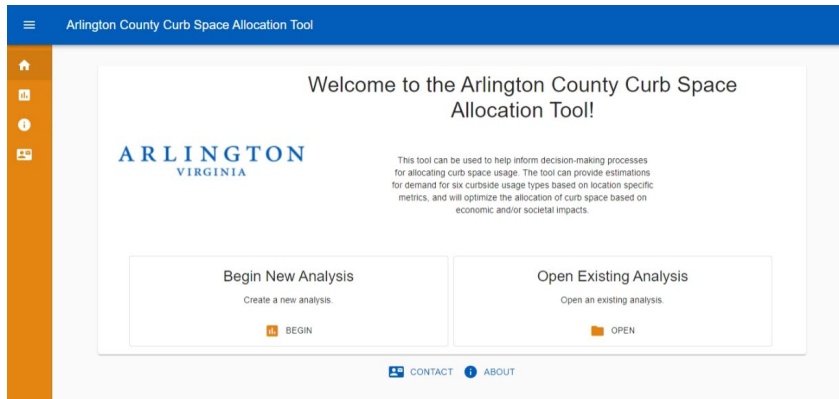 Arlington County Curb Space Allocation Tool
Welcome to the Arlington County Curb Space
Allocation Tool!
ARLINGTON
VIRGINIA
This tool can be used to help inform decision-making processes
for allocating curb space usage. The tool can provide estimations
for demand for six curbside usage types based on location specific
metrics, and will optimize the allocation of curb space based on
economic and/or societal impacts.
Begin New Analysis
Create a new analysis.
BEGIN
Open Existing Analysis
Open an existing analysis.
OPEN
CONTACT ABOUT